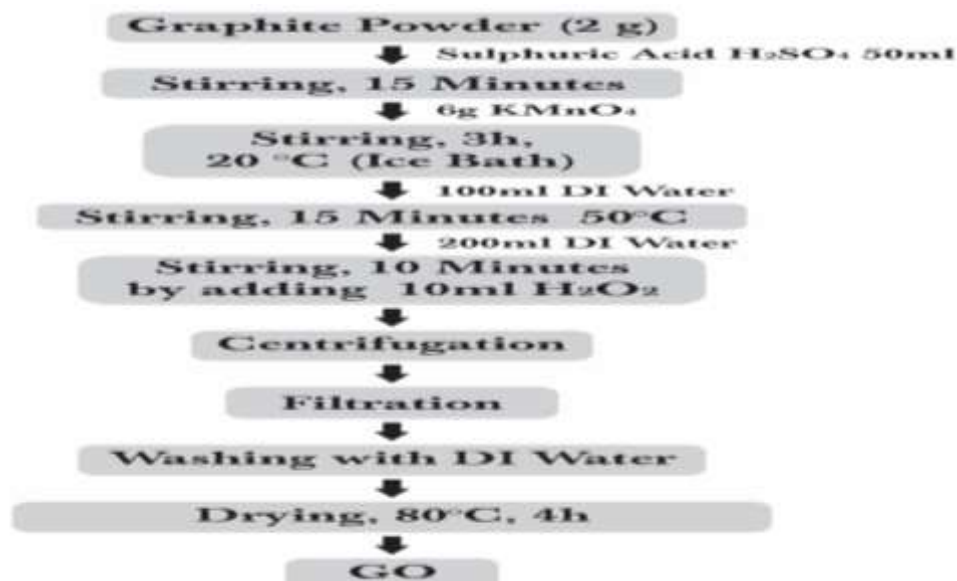 Graphite Powder (2 g)
Sulphuric Acid H₂SO₄ 50ml
Stirring, 15 Minutes
6g KMnO₄
Stirring, 3h,
20 °C (Ice Bath)
100ml DI Water
Stirring, 15 Minutes 50°C
200ml DI Water
Stirring, 10 Minutes
by adding 10ml H₂O₂
Centrifugation
Filtration
Washing with DI Water
Drying, 80°C, 4h
GO